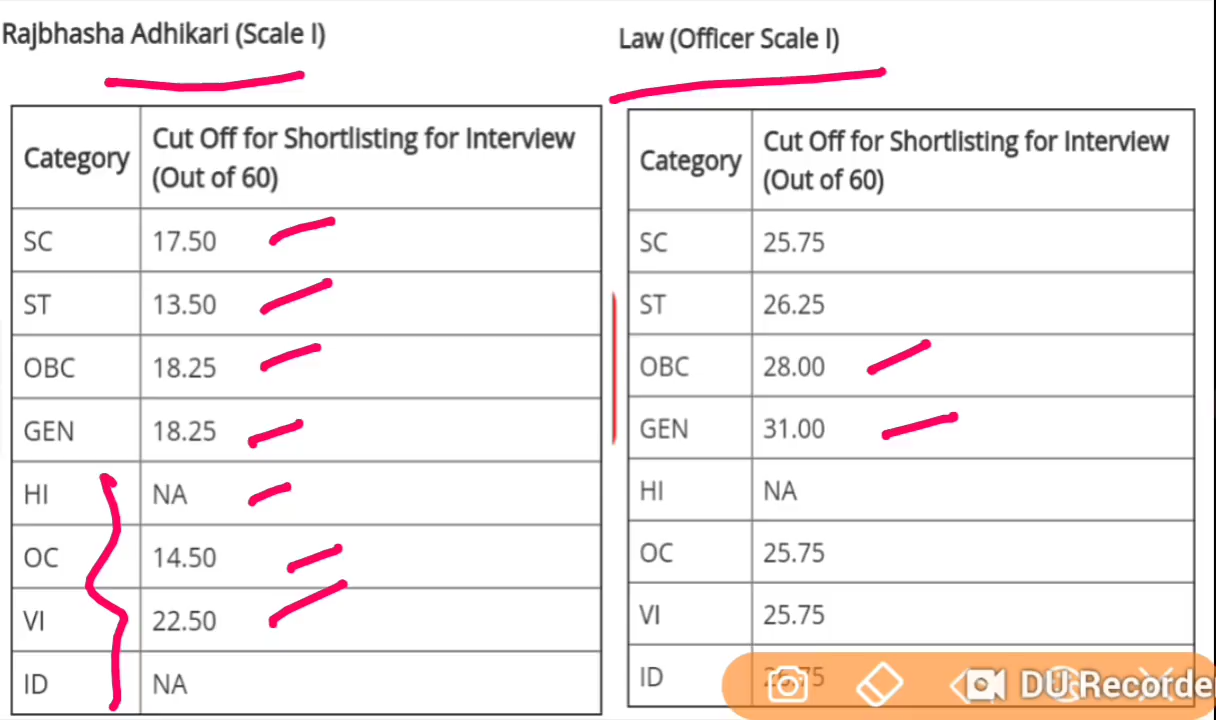 Rajbhasha Adhikari (Scale I)
Category Cut Off for Shortlisting for Interview (Out of 60)
SC 17.50
ST 13.50
OBC 18.25
GEN 18.25
HI NA
OC 14.50
VI 22.50
ID NA
Law (Officer Scale I)
Category Cut Off for Shortlisting for Interview (Out of 60)
SC 25.75
ST 26.25
OBC 28.00
GEN 31.00
HI NA
OC 25.75
VI 25.75
ID
DU Recorde